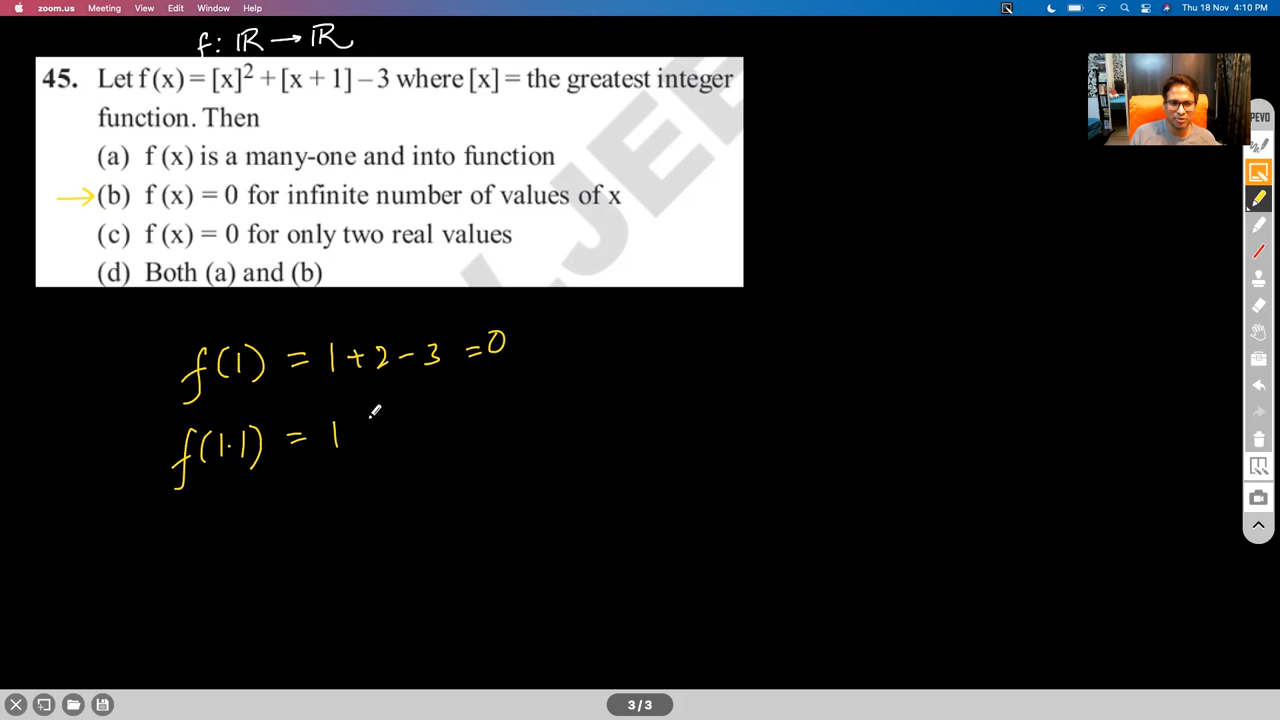 zoom.us Meeting View Edit Window Help Thu 18 Nov 4:10 PM
f: ℝ → ℝ
45. Let f (x) = [x]² + [x + 1] – 3 where [x] = the greatest integer
function. Then
(a) f (x) is a many-one and into function
→ (b) f (x) = 0 for infinite number of values of x
(c) f (x) = 0 for only two real values
(d) Both (a) and (b)
JEE
f(1) = 1 + 2 – 3 = 0
f(1.1) = 1
3/3